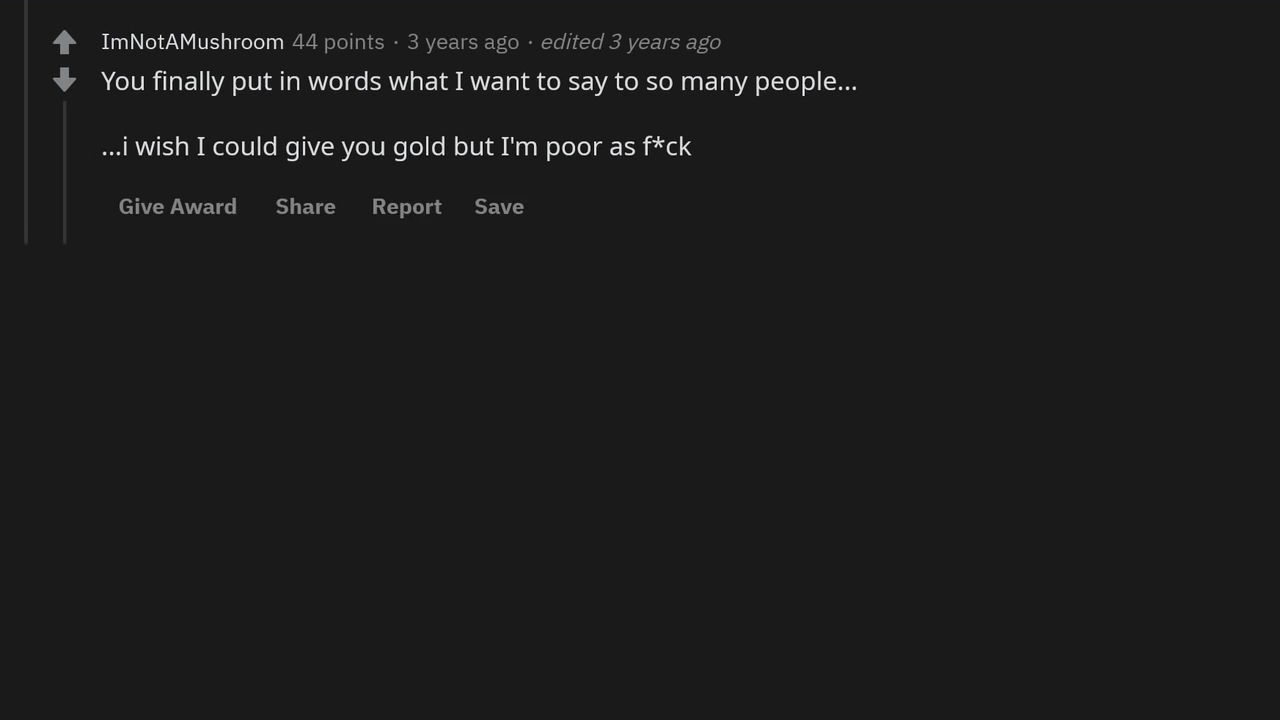 ImNotAMushroom 44 points · 3 years ago · edited 3 years ago
You finally put in words what I want to say to so many people...
...i wish I could give you gold but I'm poor as f*ck
Give Award Share Report Save